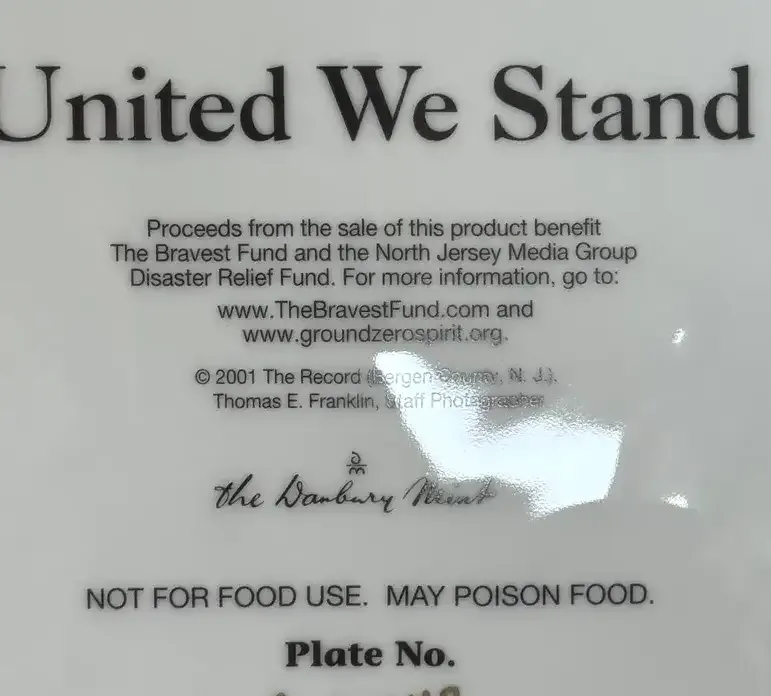 United We Stand
Proceeds from the sale of this product benefit
The Bravest Fund and the North Jersey Media Group
Disaster Relief Fund. For more information, go to:
www.TheBravestFund.com and
www.groundzerospirit.org.
© 2001 The Record (Bergen County, N. J.).
Thomas E. Franklin, Staff Photographer
the Danbury Mint
NOT FOR FOOD USE. MAY POISON FOOD.
Plate No.